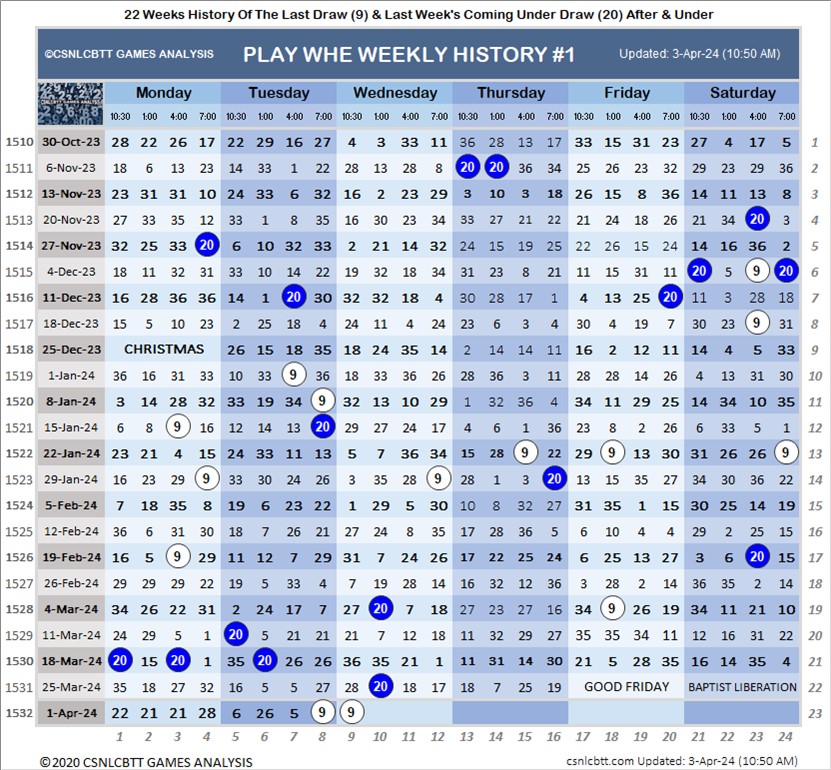 22 Weeks History Of The Last Draw (9) & Last Week's Coming Under Draw (20) After & Under
©CSNLCBTT GAMES ANALYSIS PLAY WHE WEEKLY HISTORY #1 Updated: 3-Apr-24 (10:50 AM)
CSNLCBTT GAMES ANALYSIS Monday Tuesday Wednesday Thursday Friday Saturday
10:30 1:00 4:00 7:00 10:30 1:00 4:00 7:00 10:30 1:00 4:00 7:00 10:30 1:00 4:00 7:00 10:30 1:00 4:00 7:00 10:30 1:00 4:00 7:00
1510 30-Oct-23 28 22 26 17 22 29 16 27 4 3 33 11 36 28 13 17 33 15 31 23 27 4 17 5 1
1511 6-Nov-23 18 6 13 29 14 33 1 22 28 13 28 8 20 20 36 34 25 26 23 32 29 23 29 36 2
1512 13-Nov-23 23 31 31 10 24 33 6 32 16 2 23 29 3 10 3 18 26 15 8 36 14 11 13 8 3
1513 20-Nov-23 27 33 35 12 33 1 8 35 16 30 23 34 33 27 21 22 21 24 18 26 21 34 20 3 4
1514 27-Nov-23 32 25 33 20 6 10 32 33 2 21 14 32 24 15 19 25 22 26 15 24 14 16 36 2 5
1515 4-Dec-23 18 11 32 31 33 10 14 22 19 32 18 34 31 23 8 21 11 15 31 11 20 5 9 20 6
1516 11-Dec-23 16 28 36 36 14 1 20 30 32 32 18 4 30 28 17 1 4 13 25 20 11 3 28 18 7
1517 18-Dec-23 15 5 10 23 2 25 18 4 24 11 4 24 23 6 3 4 30 4 19 7 30 23 9 31 8
1518 25-Dec-23 CHRISTMAS 26 15 18 35 18 24 35 14 2 14 14 11 16 2 12 11 14 4 5 33 9
1519 1-Jan-24 36 16 31 33 10 33 9 36 18 33 36 26 28 36 3 11 28 28 14 26 4 13 31 30 10
1520 8-Jan-24 3 14 28 32 33 19 34 9 32 13 10 29 1 32 36 4 34 11 29 25 14 34 10 35 11
1521 15-Jan-24 12 8 9 16 12 14 13 20 29 27 24 17 4 6 1 36 23 8 2 26 6 33 5 1 12
1522 22-Jan-24 23 21 4 15 24 33 11 13 5 7 36 34 15 28 9 22 29 9 13 30 31 26 26 9 13
1523 29-Jan-24 16 23 29 9 33 30 24 26 3 35 28 9 28 1 3 20 13 15 35 27 34 22 30 28 14
1524 5-Feb-24 7 18 35 8 19 6 23 22 1 29 5 30 10 8 32 27 31 35 1 15 30 25 14 19 15
1525 12-Feb-24 36 6 31 30 18 7 26 21 27 24 8 35 17 28 36 5 6 10 4 4 29 2 25 15 16
1526 19-Feb-24 16 5 9 29 11 12 7 29 31 7 24 26 17 22 25 24 6 25 13 27 3 6 20 15 17
1527 26-Feb-24 29 29 29 22 19 5 33 4 7 19 28 14 16 32 12 36 3 28 2 14 36 35 2 14 18
1528 4-Mar-24 34 26 22 31 2 24 17 7 27 20 7 18 27 23 27 16 34 9 26 19 34 11 21 10 19
1529 11-Mar-24 24 29 5 1 20 5 21 21 21 7 12 18 11 32 29 27 35 35 34 11 12 16 31 22 20
1530 18-Mar-24 20 15 20 1 35 20 26 26 36 35 21 1 11 31 14 30 21 5 28 35 16 14 35 4 21
1531 25-Mar-24 35 18 27 32 16 5 5 27 28 20 18 17 18 7 25 19 GOOD FRIDAY BAPTIST LIBERATION 22
1532 1-Apr-24 22 21 21 28 6 26 5 9 9 23
1 2 3 4 5 6 7 8 9 10 11 12 13 14 15 16 17 18 19 20 21 22 23 24
©2020 CSNLCBTT GAMES ANALYSIS csnlcbtt.com Updated: 3-Apr-24 (10:50 AM)